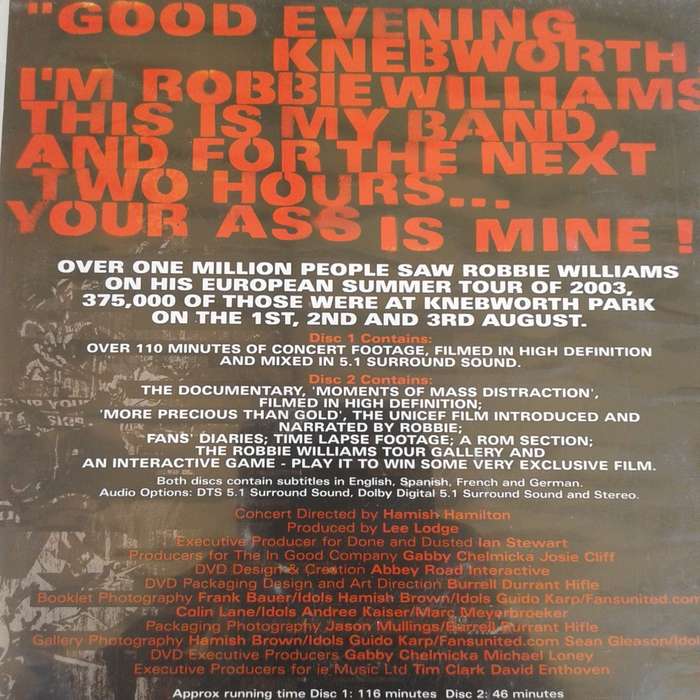 "GOOD EVENING
KNEBWORTH
I'M ROBBIE WILLIAMS
THIS IS MY BAND,
AND FOR THE NEXT
TWO HOURS...
YOUR ASS IS MINE !
OVER ONE MILLION PEOPLE SAW ROBBIE WILLIAMS
ON HIS EUROPEAN SUMMER TOUR OF 2003,
375,000 OF THOSE WERE AT KNEBWORTH PARK
ON THE 1ST, 2ND AND 3RD AUGUST.
Disc 1 Contains:
OVER 110 MINUTES OF CONCERT FOOTAGE, FILMED IN HIGH DEFINITION
AND MIXED IN 5.1 SURROUND SOUND.
Disc 2 Contains:
THE DOCUMENTARY, 'MOMENTS OF MASS DISTRACTION',
FILMED IN HIGH DEFINITION;
'MORE PRECIOUS THAN GOLD', THE UNICEF FILM INTRODUCED AND
NARRATED BY ROBBIE;
FANS' DIARIES; TIME LAPSE FOOTAGE; A ROM SECTION;
THE ROBBIE WILLIAMS TOUR GALLERY AND
AN INTERACTIVE GAME - PLAY IT TO WIN SOME VERY EXCLUSIVE FILM.
Both discs contain subtitles in English, Spanish, French and German.
Audio Options: DTS 5.1 Surround Sound, Dolby Digital 5.1 Surround Sound and Stereo.
Concert Directed by Hamish Hamilton
Produced by Lee Lodge
Executive Producer for Done and Dusted Ian Stewart
Producers for The In Good Company Gabby Chelmicka Josie Cliff
DVD Design & Creation Abbey Road Interactive
DVD Packaging Design and Art Direction Burrell Durrant Hifle
Booklet Photography Frank Bauer/Idols Hamish Brown/Idols Guido Karp/Fansunited.com
Colin Lane/Idols Andree Kaiser/Marc Meyerbroeker
Packaging Photography Jason Mullings/Burrell Durrant Hifle
Gallery Photography Hamish Brown/Idols Guido Karp/Fansunited.com Sean Gleason/Ido
DVD Executive Producers Gabby Chelmicka Michael Loney
Executive Producers for ie Music Ltd Tim Clark David Enthoven
Approx running time Disc 1: 116 minutes Disc 2: 46 minutes